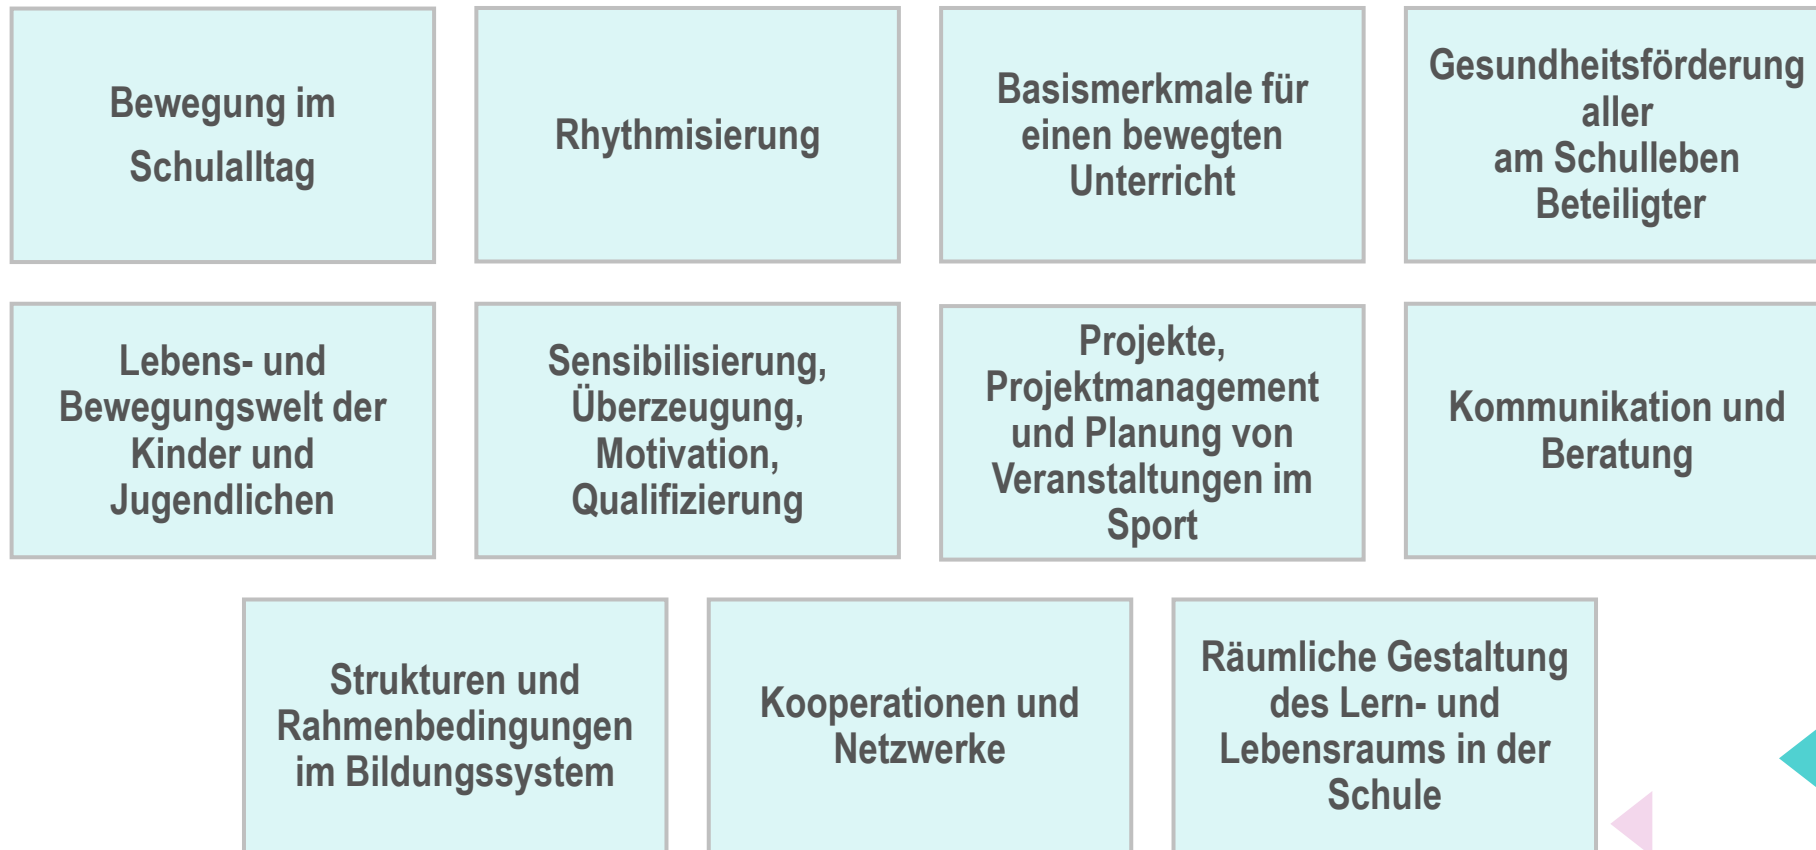 Bewegung im
Schulalltag
Rhythmisierung
Basismerkmale für
einen bewegten
Unterricht
Gesundheitsförderung
aller
am Schulleben
Beteiligter
Lebens- und
Bewegungswelt der
Kinder und
Jugendlichen
Sensibilisierung,
Überzeugung,
Motivation,
Qualifizierung
Projekte,
Projektmanagement
und Planung von
Veranstaltungen im
Sport
Kommunikation und
Beratung
Strukturen und
Rahmenbedingungen
im Bildungssystem
Kooperationen und
Netzwerke
Räumliche Gestaltung
des Lern- und
Lebensraums in der
Schule